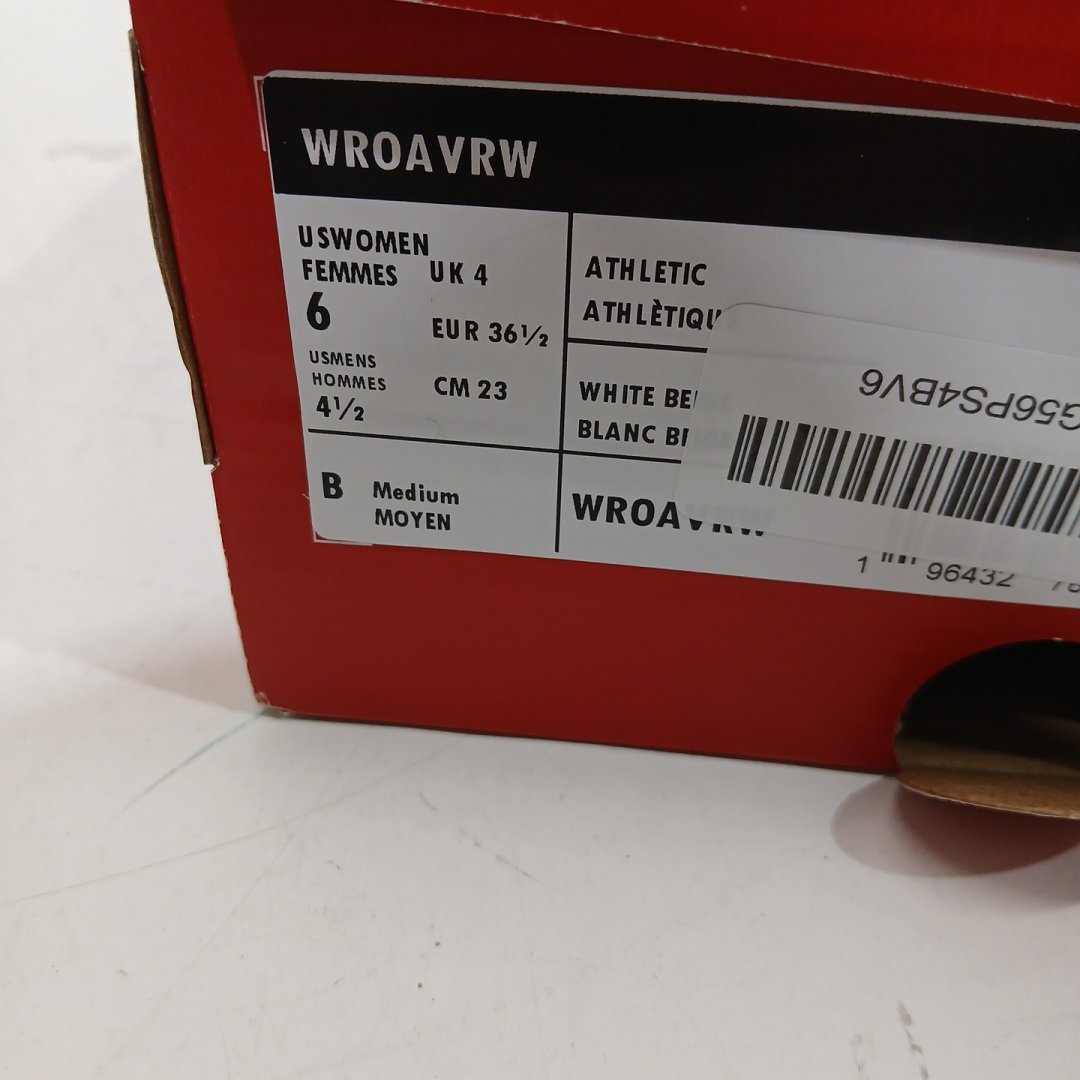 WROAVRW
USWOMEN
FEMMES
6
UK 4
EUR 36½
CM 23
USMENS
HOMMES
4½
B Medium
MOYEN
ATHLETIC
WHITE
BLANC
WROAVRW
G56PS4BV6
1 96432